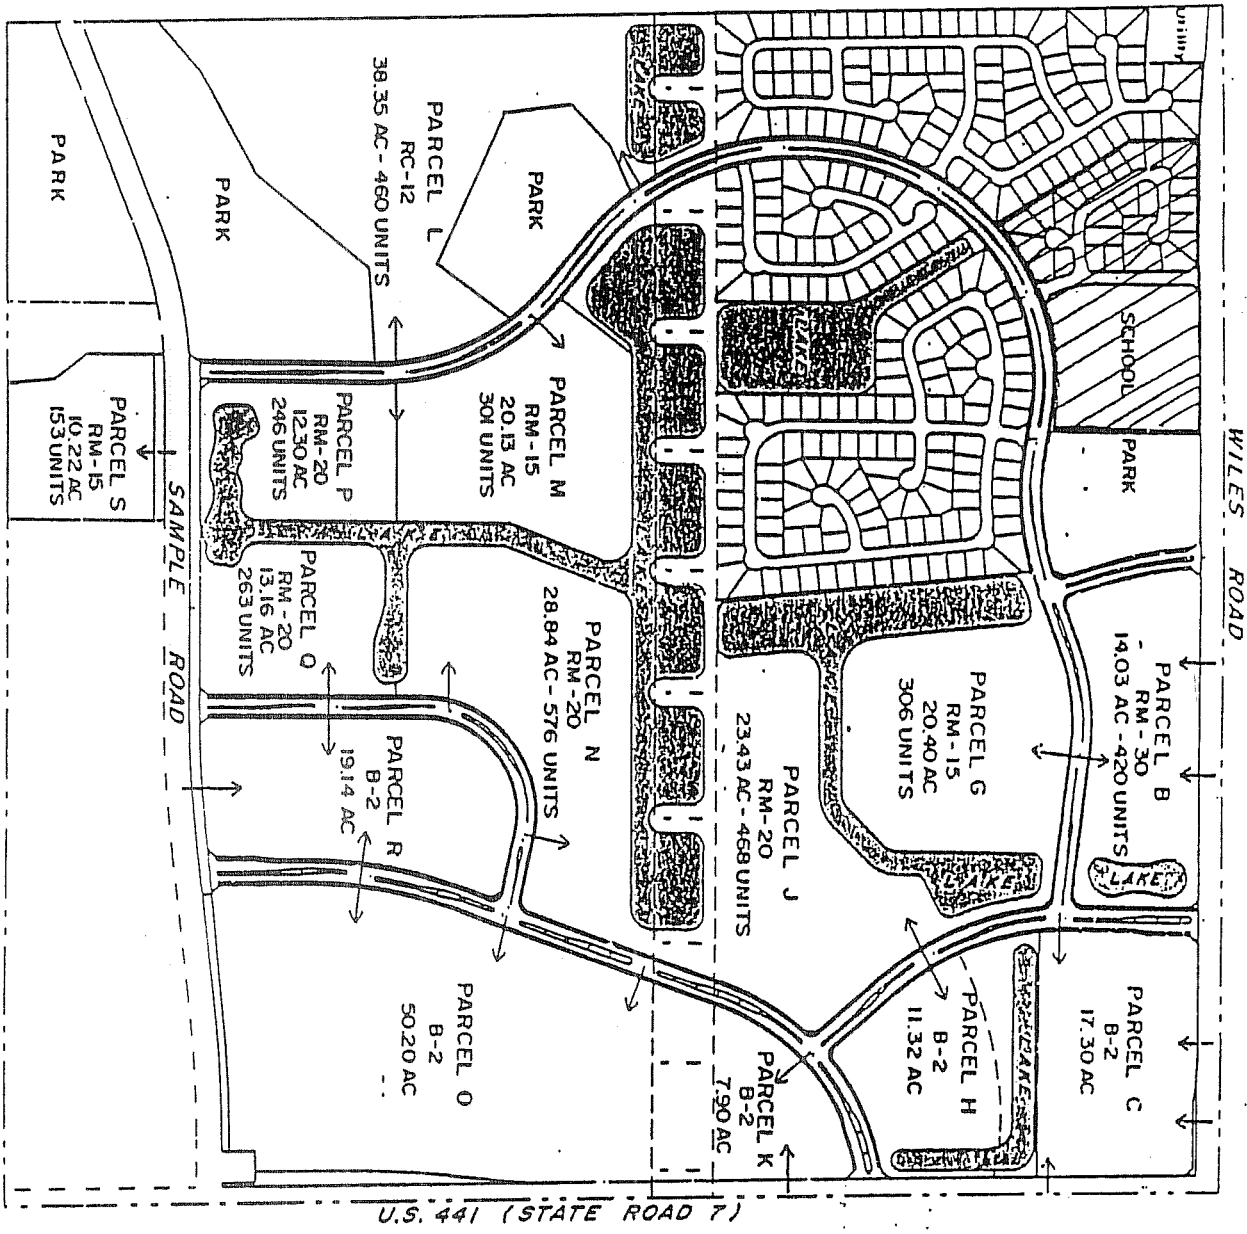 utility
WILES ROAD
SCHOOL
PARK
PARCEL B
RM-30
14.03 AC - 420 UNITS
LAKE
PARCEL C
B-2
17.30 AC
LAKE
PARCEL H
B-2
11.32 AC
PARCEL G
RM-15
20.40 AC
306 UNITS
LAKE
LAKE
LAKE
PARCEL J
RM-20
23.43 AC - 468 UNITS
PARCEL K
B-2
7.90 AC
LAKE
LAKE
PARK
PARCEL L
RC-12
38.35 AC - 460 UNITS
PARCEL M
RM-15
20.13 AC
301 UNITS
PARCEL N
RM-20
28.84 AC - 576 UNITS
PARCEL O
B-2
50.20 AC
LAKE
PARCEL P
RM-20
12.30 AC
246 UNITS
PARCEL Q
RM-20
13.16 AC
263 UNITS
PARCEL R
B-2
19.14 AC
PARK
PARK
SAMPLE ROAD
PARCEL S
RM-15
10.22 AC
153 UNITS
U.S. 441 (STATE ROAD 7)